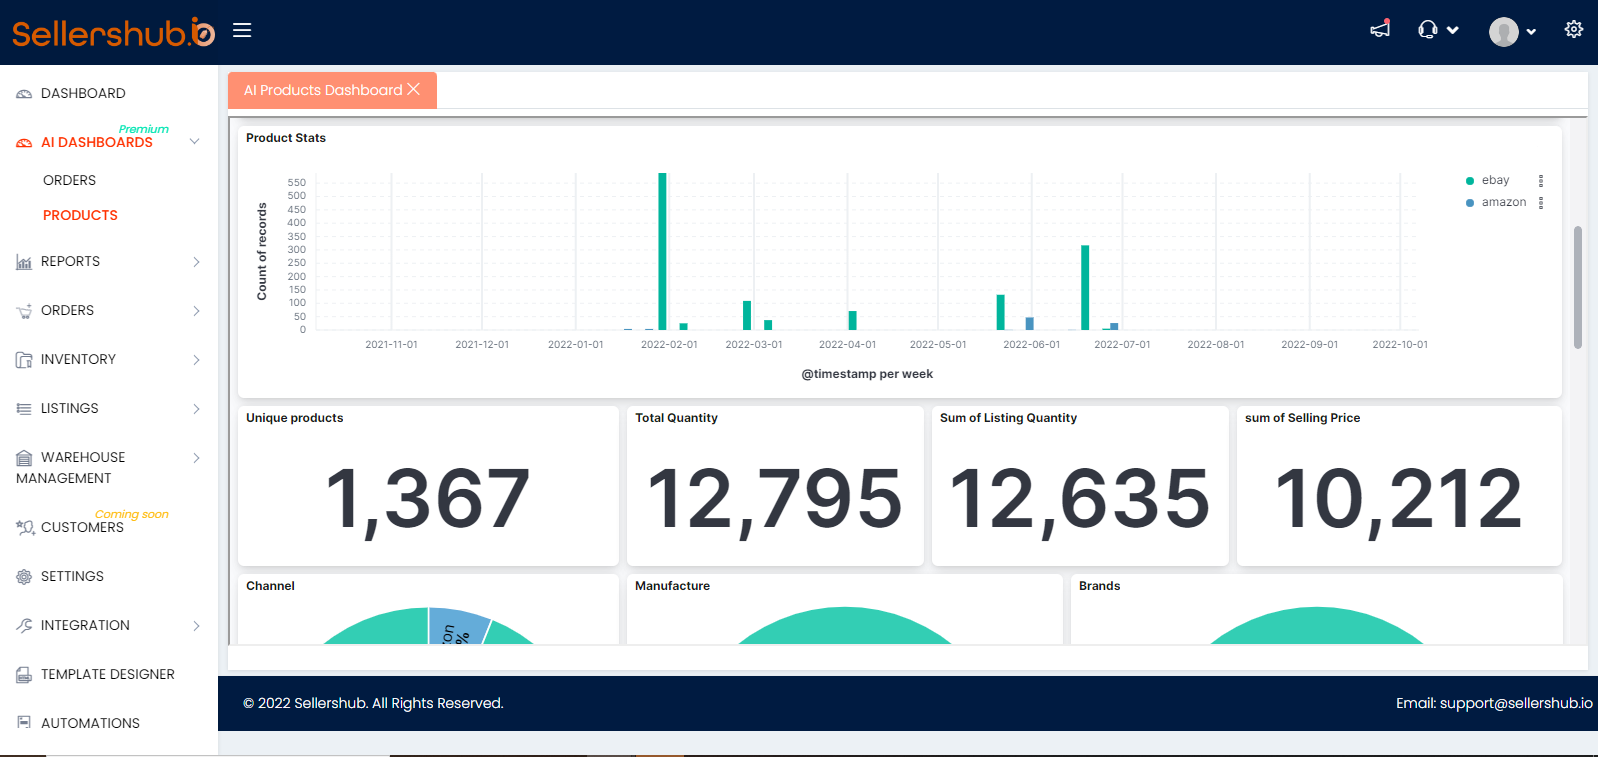 Sellershub.io
DASHBOARD
Premium
AI DASHBOARDS
ORDERS
PRODUCTS
REPORTS
ORDERS
INVENTORY
LISTINGS
WAREHOUSE
MANAGEMENT
Coming soon
CUSTOMERS
SETTINGS
INTEGRATION
TEMPLATE DESIGNER
AUTOMATIONS
AI Products Dashboard
Product Stats
Count of records
550
500
450
400
350
300
250
200
150
100
50
0
2021-11-01 2021-12-01 2022-01-01 2022-02-01 2022-03-01 2022-04-01 2022-05-01 2022-06-01 2022-07-01 2022-08-01 2022-09-01 2022-10-01
@timestamp per week
ebay
amazon
Unique products
1,367
Total Quantity
12,795
Sum of Listing Quantity
12,635
sum of Selling Price
10,212
Channel
Manufacture
Brands
© 2022 Sellershub. All Rights Reserved.
Email: support@sellershub.io